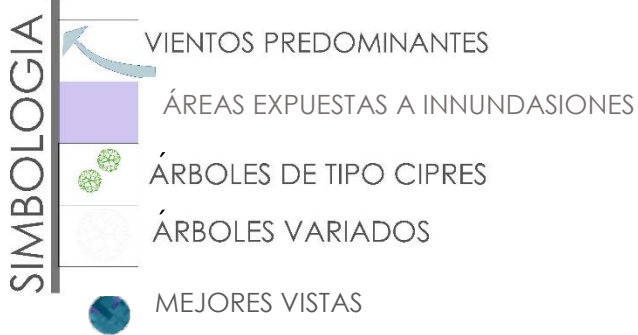 SIMBOLOGIA
VIENTOS PREDOMINANTES
ÁREAS EXPUESTAS A INNUNDASIONES
ÁRBOLES DE TIPO CIPRES
ÁRBOLES VARIADOS
MEJORES VISTAS